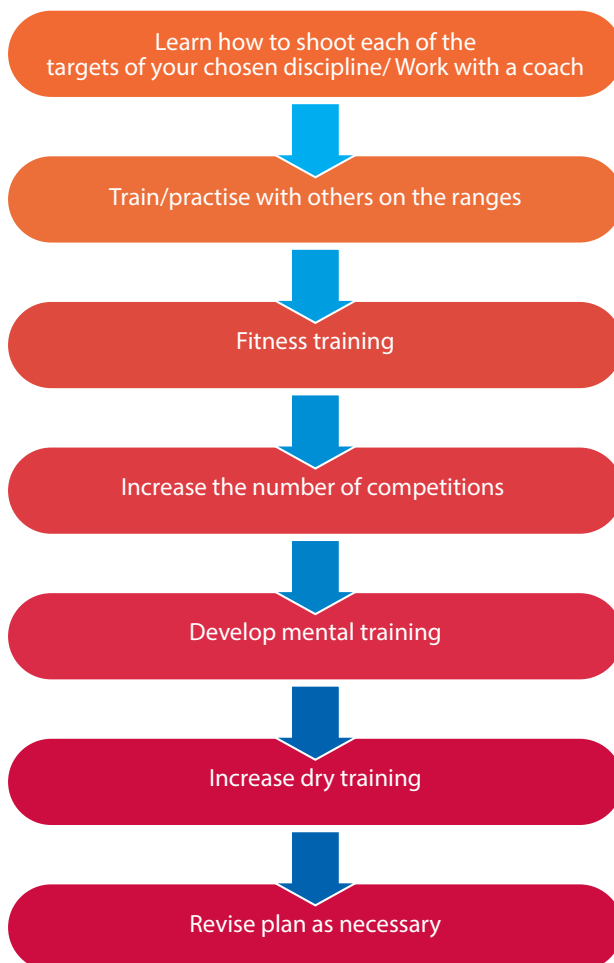 Learn how to shoot each of the
targets of your chosen discipline/ Work with a coach
Train/practise with others on the ranges
Fitness training
Increase the number of competitions
Develop mental training
Increase dry training
Revise plan as necessary